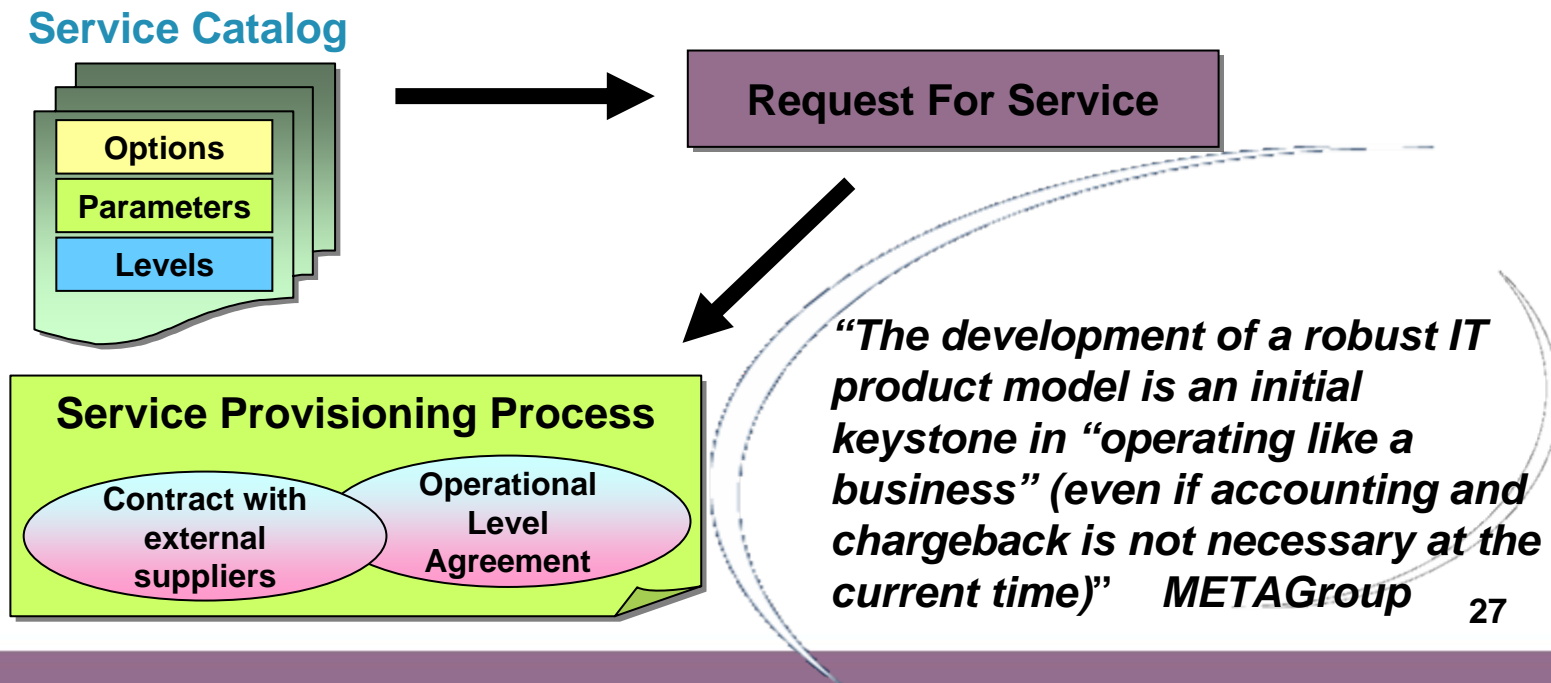 Service Catalog
Options
Parameters
Levels
Request For Service
Service Provisioning Process
Contract with
external
suppliers
Operational
Level
Agreement
“The development of a robust IT
product model is an initial
keystone in “operating like a
business” (even if accounting and
chargeback is not necessary at the
current time)” METAGroup
27